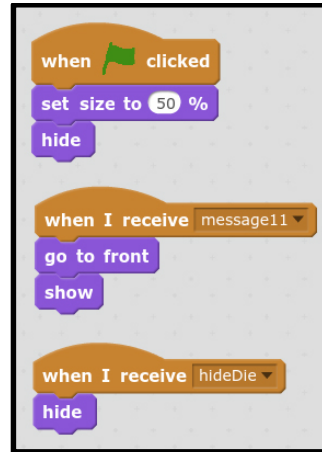 when clicked
set size to 50 %
hide
when I receive message11
go to front
show
when I receive hideDie
hide